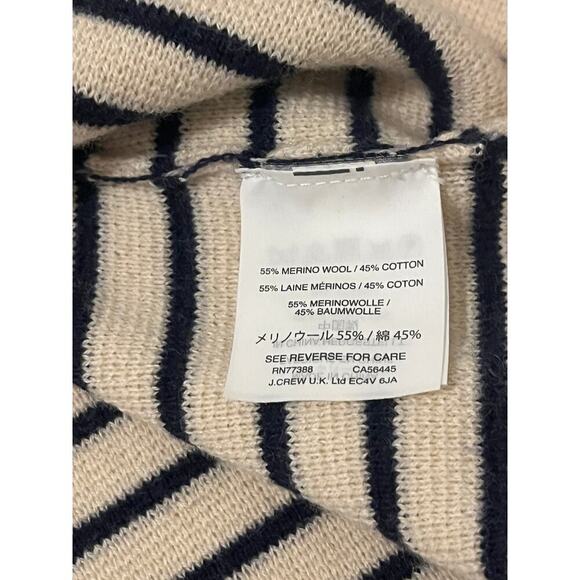 55% MERINO WOOL / 45% COTTON
55% LAINE MÉRINOS / 45% COTON
55% MERINOWOLLE /
45% BAUMWOLLE
メリノウール 55% / 綿 45%
SEE REVERSE FOR CARE
RN77388 CA56445
J.CREW U.K. Ltd EC4V 6JA